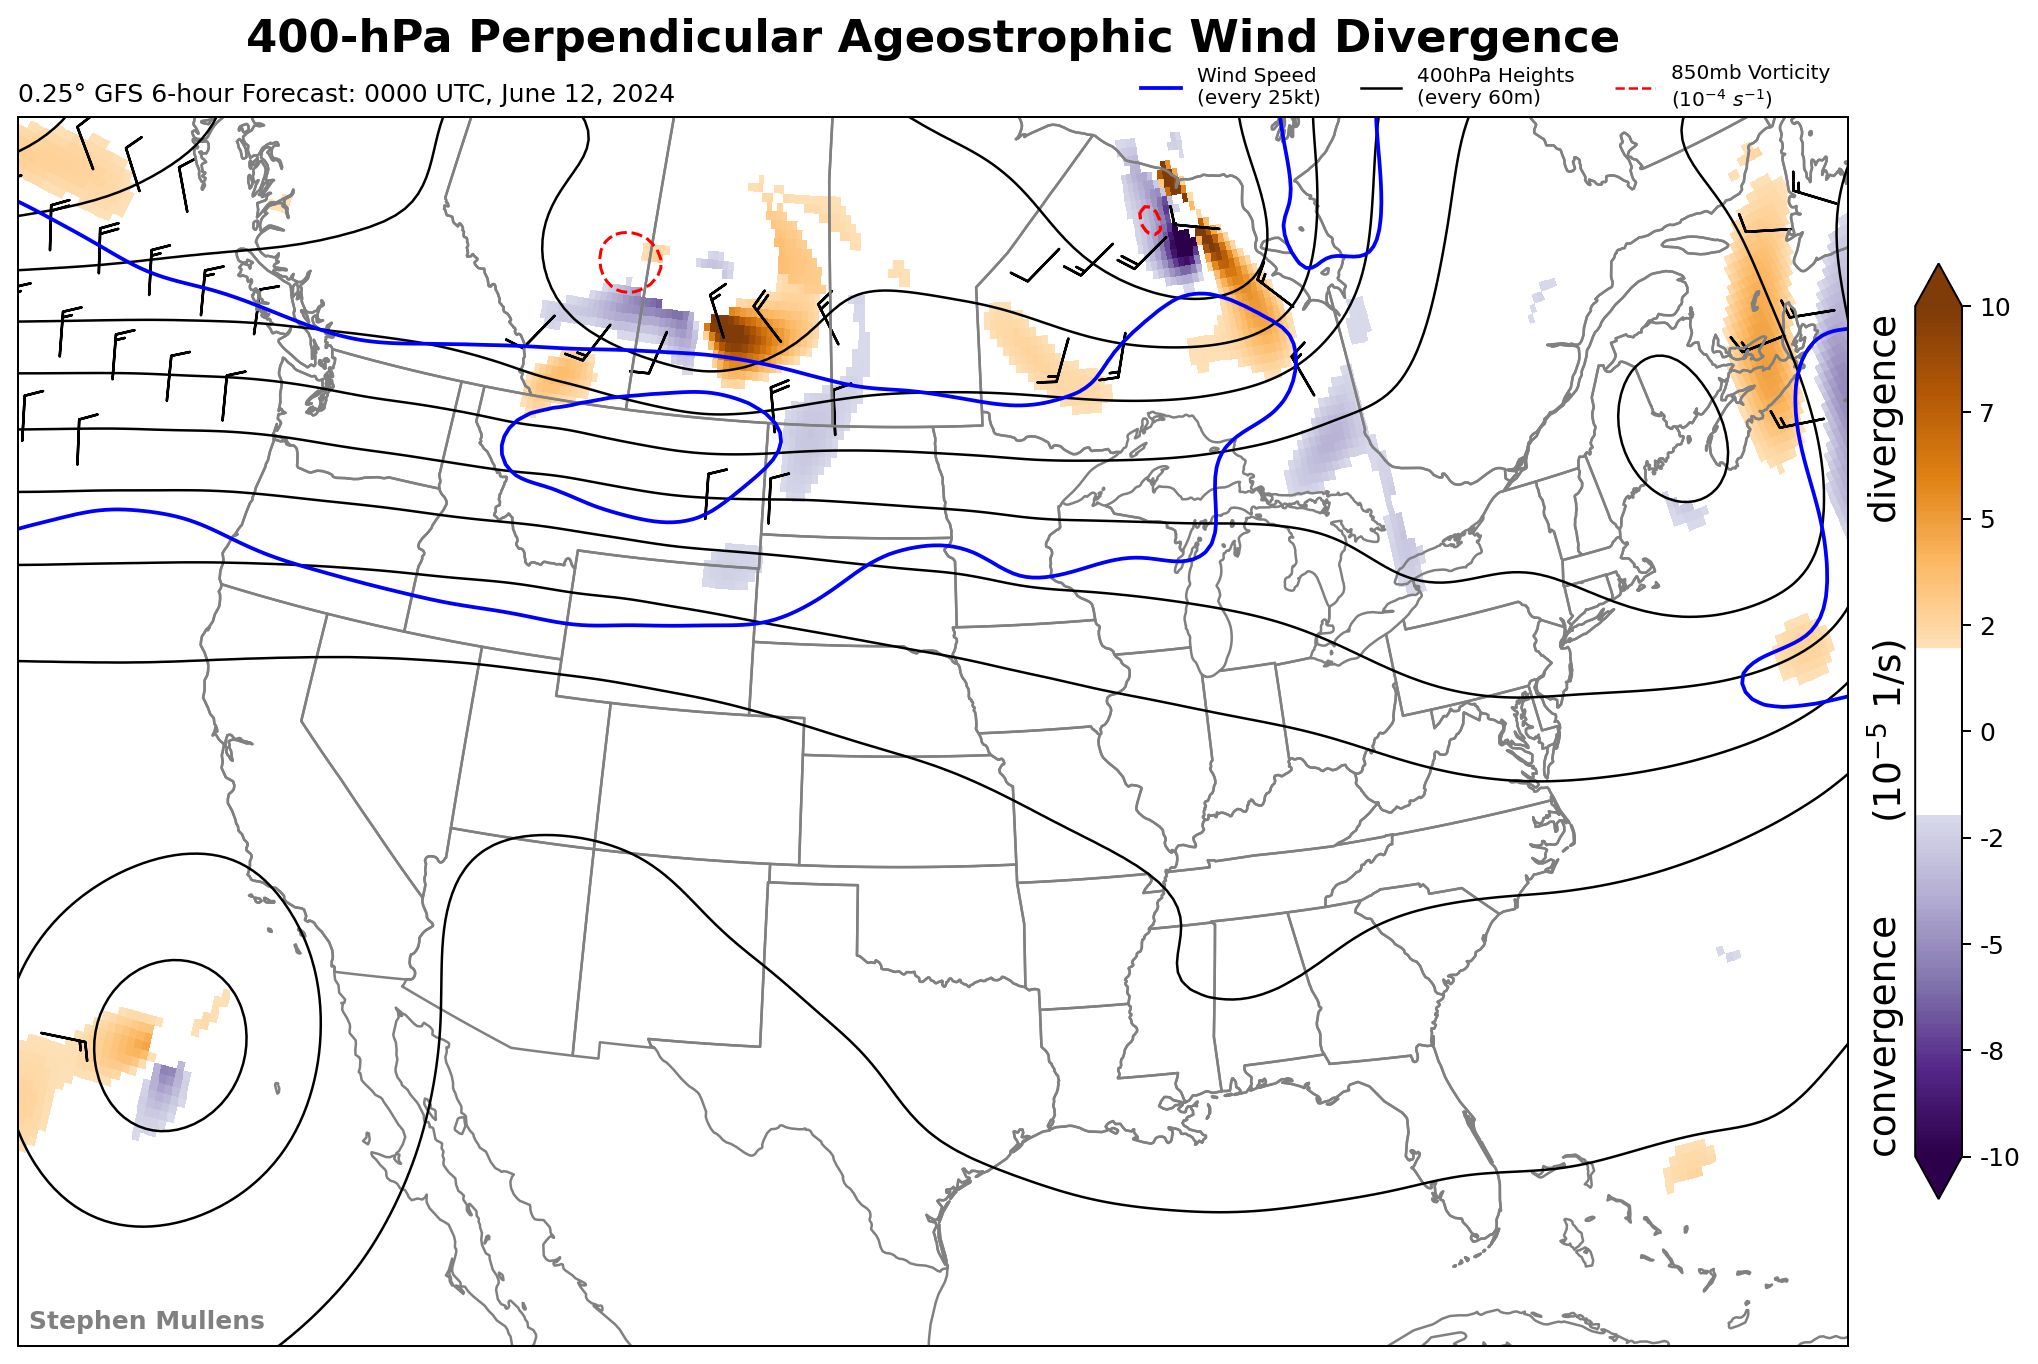 400-hPa Perpendicular Ageostrophic Wind Divergence
0.25° GFS 6-hour Forecast: 0000 UTC, June 12, 2024
Wind Speed
(every 25kt)
400hPa Heights
(every 60m)
850mb Vorticity
(10⁻⁴ s⁻¹)
10
7
5
2
0
-2
-5
-8
-10
convergence (10⁻⁵ 1/s) divergence
Stephen Mullens